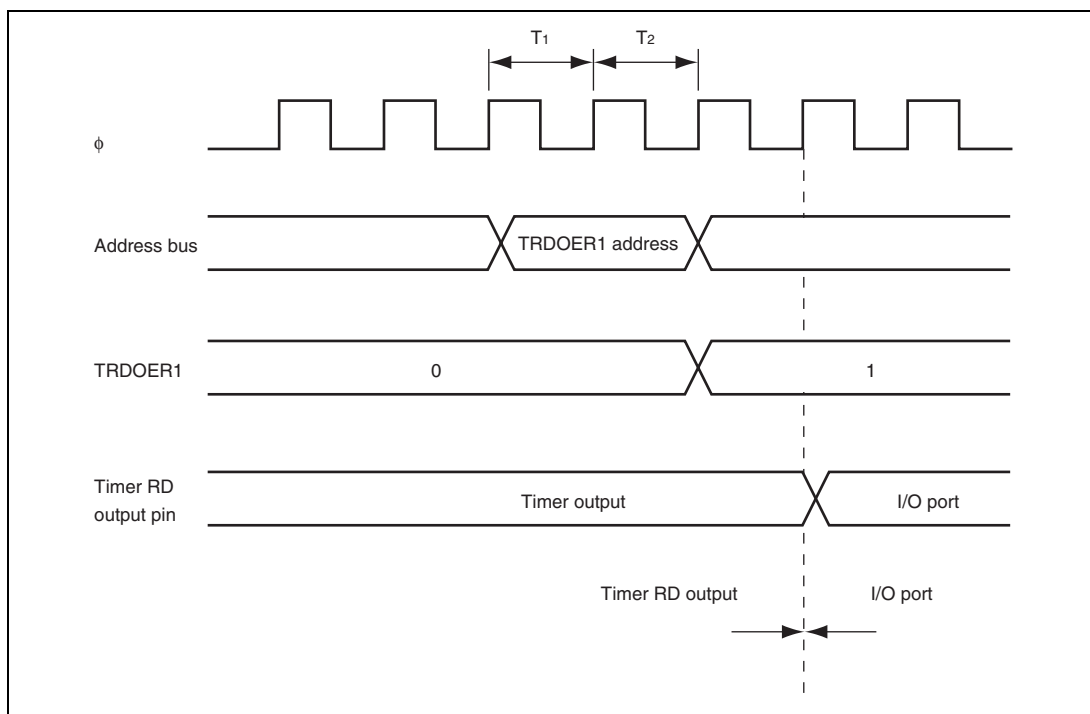 T1 T2
ϕ
Address bus TRDOER1 address
TRDOER1 0 1
Timer RD
output pin Timer output I/O port
Timer RD output I/O port